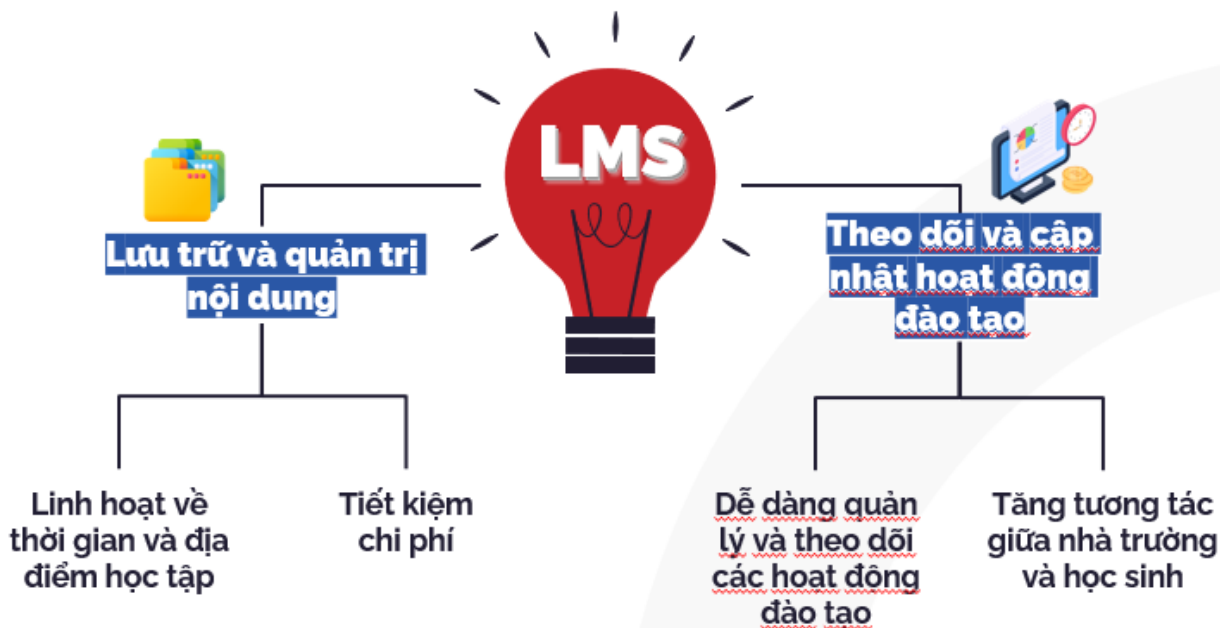 LMS
Lưu trữ và quản trị
nội dung
Theo dõi và cập
nhật hoạt động
đào tạo
Linh hoạt về
thời gian và địa
điểm học tập
Tiết kiệm
chi phí
Dễ dàng quản
lý và theo dõi
các hoạt động
đào tạo
Tăng tương tác
giữa nhà trường
và học sinh